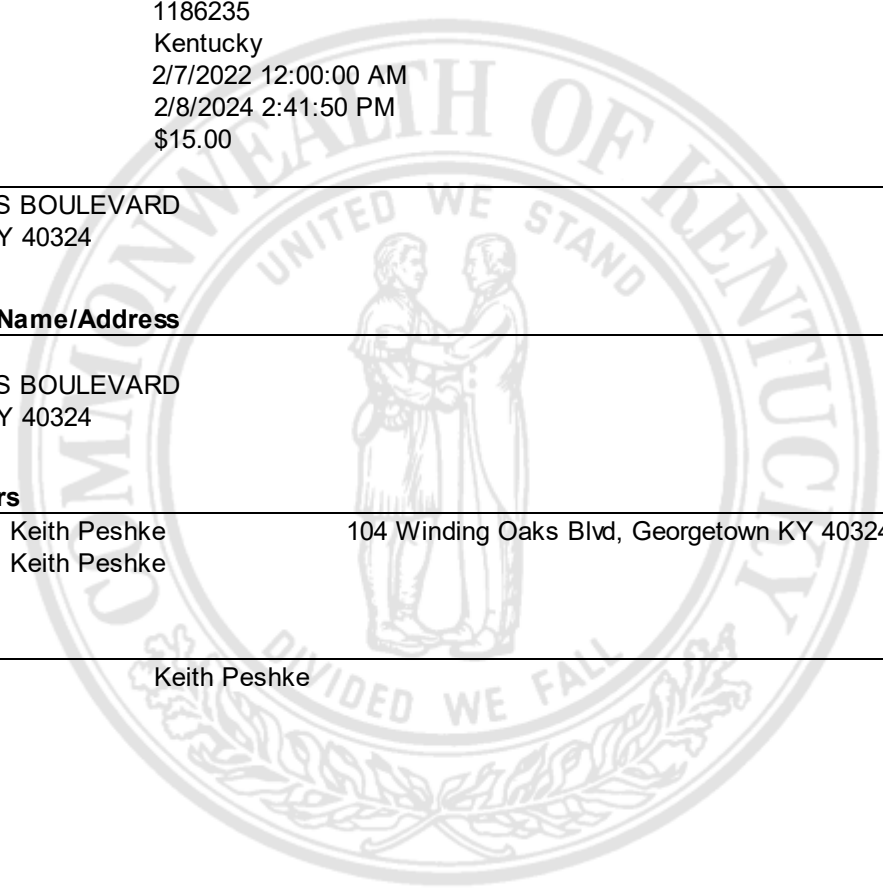 1186235
Kentucky
2/7/2022 12:00:00 AM
2/8/2024 2:41:50 PM
$15.00
S BOULEVARD
Y 40324
Name/Address
S BOULEVARD
Y 40324
rs
Keith Peshke 104 Winding Oaks Blvd, Georgetown KY 40324
Keith Peshke
Keith Peshke
COMMONWEALTH OF KENTUCKY
UNITED WE STAND
DIVIDED WE FALL